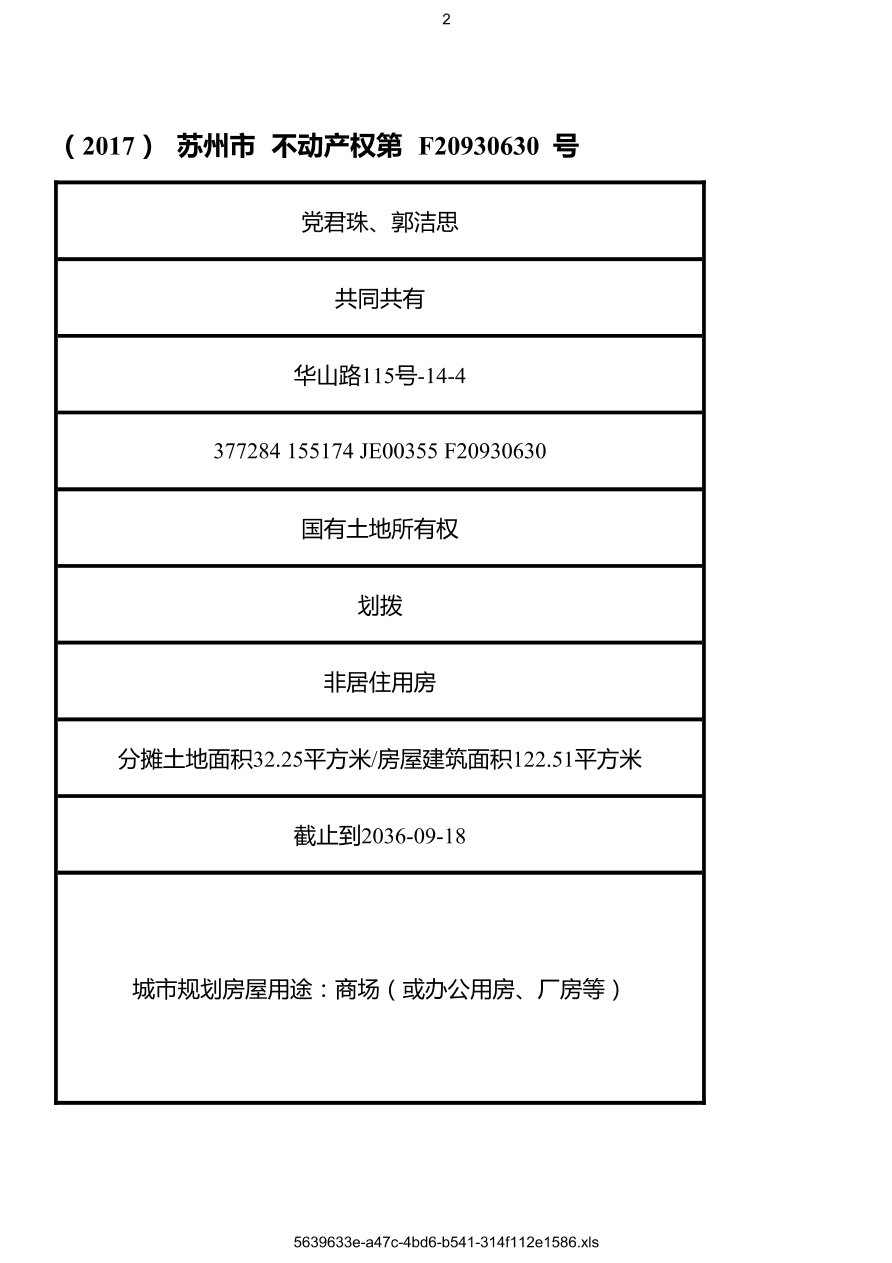 2
（2017） 苏州市 不动产权第 F20930630 号
党君珠、郭洁思
共同共有
华山路115号-14-4
377284 155174 JE00355 F20930630
国有土地所有权
划拨
非居住用房
分摊土地面积32.25平方米/房屋建筑面积122.51平方米
截止到2036-09-18
城市规划房屋用途：商场（或办公用房、厂房等）
5639633e-a47c-4bd6-b541-314f112e1586.xls